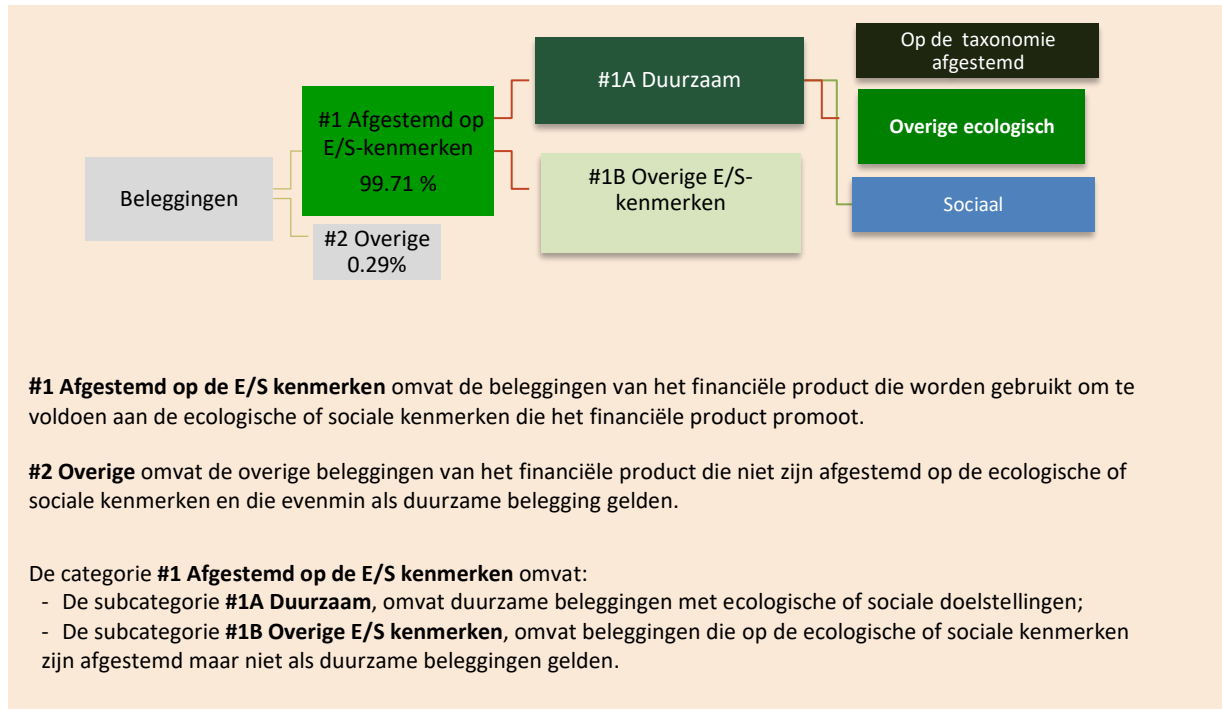 Beleggingen
#1 Afgestemd op
E/S-kenmerken
99.71 %
#2 Overige
0.29%
#1A Duurzaam
#1B Overige E/S-
kenmerken
Op de taxonomie
afgestemd
Overige ecologisch
Sociaal
#1 Afgestemd op de E/S kenmerken omvat de beleggingen van het financiële product die worden gebruikt om te
voldoen aan de ecologische of sociale kenmerken die het financiële product promoot.
#2 Overige omvat de overige beleggingen van het financiële product die niet zijn afgestemd op de ecologische of
sociale kenmerken en die evenmin als duurzame belegging gelden.
De categorie #1 Afgestemd op de E/S kenmerken omvat:
- De subcategorie #1A Duurzaam, omvat duurzame beleggingen met ecologische of sociale doelstellingen;
- De subcategorie #1B Overige E/S kenmerken, omvat beleggingen die op de ecologische of sociale kenmerken
zijn afgestemd maar niet als duurzame beleggingen gelden.